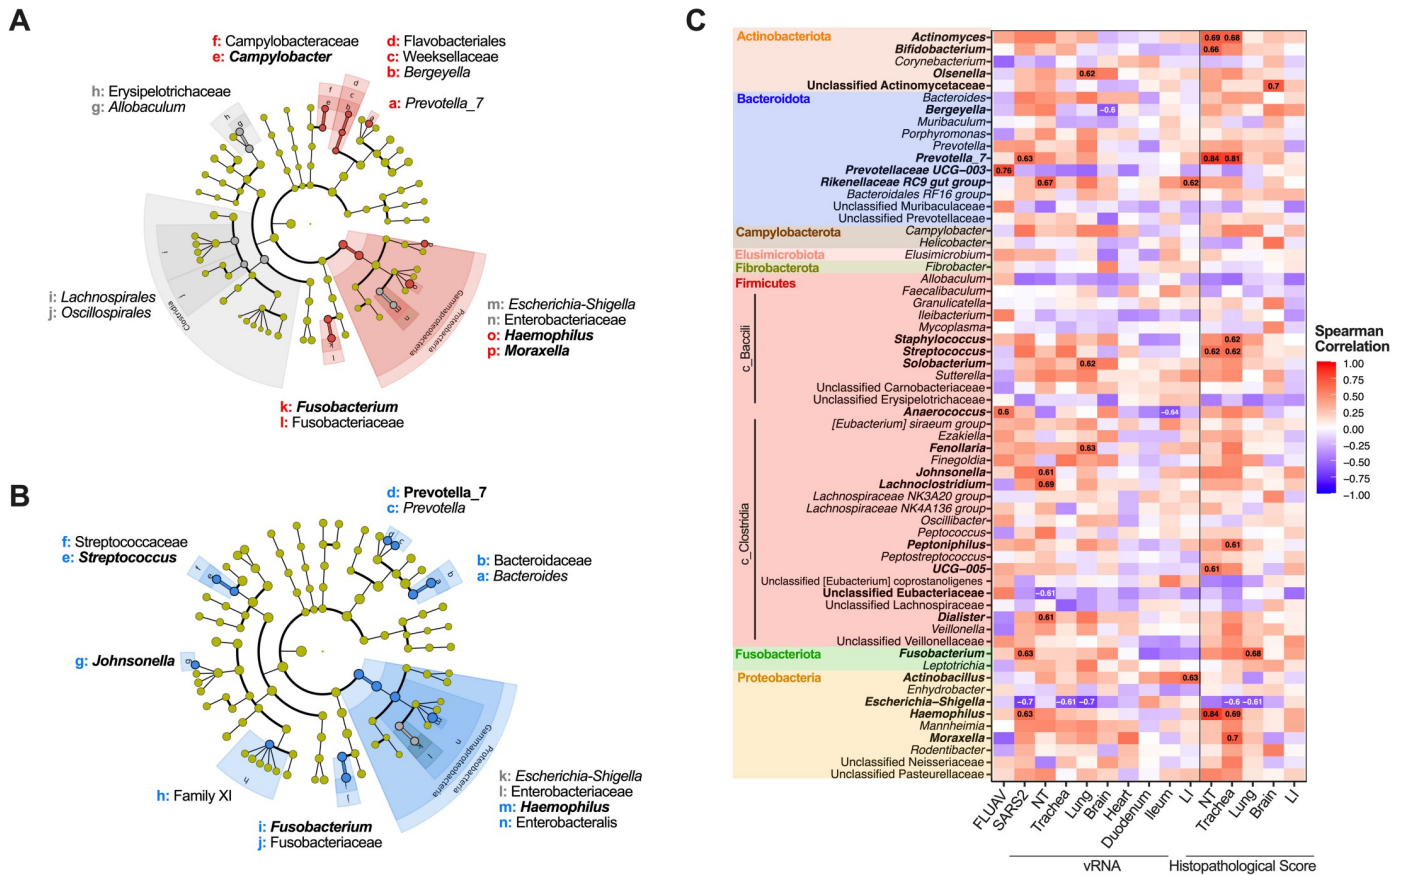 A
f: Campylobacteraceae
e: Campylobacter
d: Flavobacteriales
c: Weeksellaceae
b: Bergeyella
a: Prevotella_7
h: Erysipelotrichaceae
g: Allobaculum
i: Lachnospirales
j: Oscillospirales
Clostridia
Gammaproteobacteria
Proteobacteria
m: Escherichia-Shigella
n: Enterobacteriaceae
o: Haemophilus
p: Moraxella
k: Fusobacterium
l: Fusobacteriaceae
B
d: Prevotella_7
c: Prevotella
f: Streptococcaceae
e: Streptococcus
b: Bacteroidaceae
a: Bacteroides
g: Johnsonella
h: Family XI
Gammaproteobacteria
Proteobacteria
k: Escherichia-Shigella
l: Enterobacteriaceae
m: Haemophilus
n: Enterobacteralis
i: Fusobacterium
j: Fusobacteriaceae
C
Actinobacteriota
Actinomyces 0.69 0.68
Bifidobacterium 0.66
Corynebacterium
Olsenella 0.62
Unclassified Actinomycetaceae 0.7
Bacteroidota
Bacteroides
Bergeyella −0.6
Muribaculum
Porphyromonas
Prevotella
Prevotella_7 0.63 0.84 0.81
Prevotellaceae UCG−003 0.76
Rikenellaceae RC9 gut group 0.67 0.62
Bacteroidales RF16 group
Unclassified Muribaculaceae
Unclassified Prevotellaceae
Campylobacterota
Campylobacter
Helicobacter
Elusimicrobiota
Elusimicrobium
Fibrobacterota
Fibrobacter
Firmicutes
Allobaculum
Faecalibaculum
c_Baccili
Granulicatella
Ileibacterium
Mycoplasma
Staphylococcus 0.62
Streptococcus 0.62 0.62
Solobacterium 0.62
Sutterella
Unclassified Carnobacteriaceae
Unclassified Erysipelotrichaceae
c_Clostridia
Anaerococcus 0.6 −0.64
[Eubacterium] siraeum group
Ezakiella
Fenollaria 0.63
Finegoldia
Johnsonella 0.61
Lachnoclostridium 0.69
Lachnospiraceae NK3A20 group
Lachnospiraceae NK4A136 group
Oscillibacter
Peptococcus
Peptoniphilus 0.61
Peptostreptococcus
UCG−005 0.61
Unclassified [Eubacterium] coprostanoligenes
Unclassified Eubacteriaceae −0.61
Unclassified Lachnospiraceae
Dialister 0.61
Veillonella
Unclassified Veillonellaceae
Fusobacteriota
Fusobacterium 0.63 0.68
Leptotrichia
Proteobacteria
Actinobacillus 0.63
Enhydrobacter
Escherichia−Shigella −0.7 −0.61 −0.7 −0.6 −0.61
Haemophilus 0.63 0.84 0.69
Mannheimia
Moraxella 0.7
Rodentibacter
Unclassified Neisseriaceae
Unclassified Pasteurellaceae
FLUAV SARS2 NT Trachea Lung Brain Heart Duodenum Ileum LI NT Trachea Lung Brain LI
vRNA Histopathological Score
Spearman
Correlation
1.00
0.75
0.50
0.25
0.00
−0.25
−0.50
−0.75
−1.00